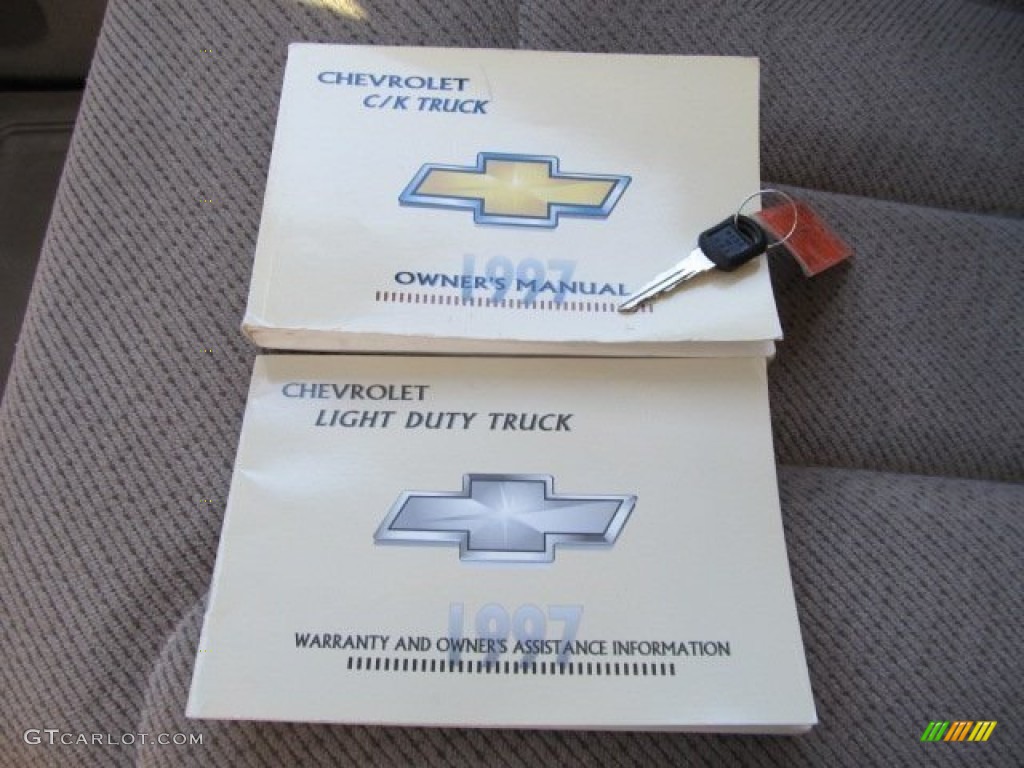 CHEVROLET
C/K TRUCK
1997
OWNER'S MANUAL
CHEVROLET
LIGHT DUTY TRUCK
1997
WARRANTY AND OWNER'S ASSISTANCE INFORMATION
GTCARLOT.COM